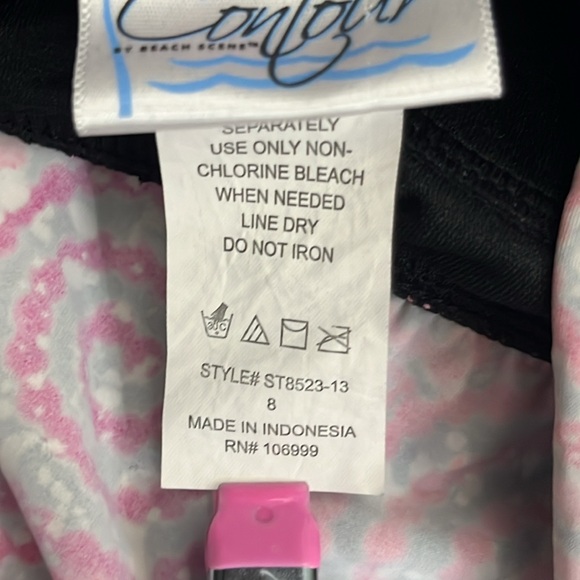 Contour
BY BEACH SCENE™
SEPARATELY
USE ONLY NON-
CHLORINE BLEACH
WHEN NEEDED
LINE DRY
DO NOT IRON
30°C
STYLE# ST8523-13
8
MADE IN INDONESIA
RN# 106999